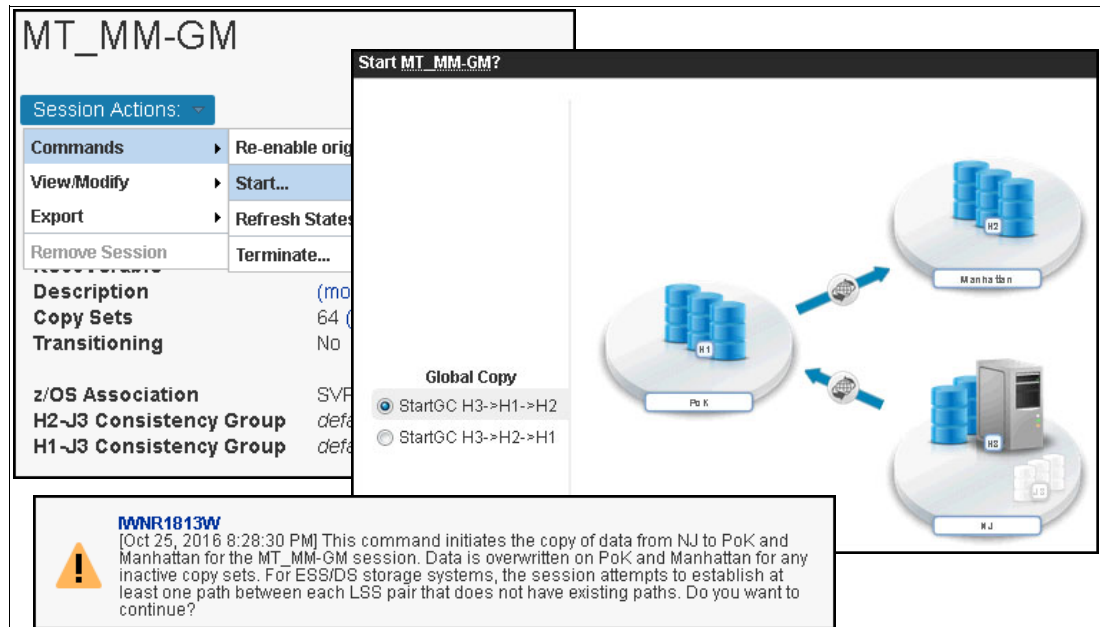 MT_MM-GM
Session Actions:
Commands
View/Modify
Export
Remove Session
Re-enable orig
Start...
Refresh States
Terminate...
Recoverable
Description (mo
Copy Sets 64 (
Transitioning No
z/OS Association SVP
H2-J3 Consistency Group defa
H1-J3 Consistency Group defa
Start MT_MM-GM?
Global Copy
StartGC H3->H1->H2
StartGC H3->H2->H1
H2
Manhattan
H1
PoK
H3
J3
NJ
IWNR1813W
[Oct 25, 2016 8:28:30 PM] This command initiates the copy of data from NJ to PoK and
Manhattan for the MT_MM-GM session. Data is overwritten on PoK and Manhattan for any
inactive copy sets. For ESS/DS storage systems, the session attempts to establish at
least one path between each LSS pair that does not have existing paths. Do you want to
continue?